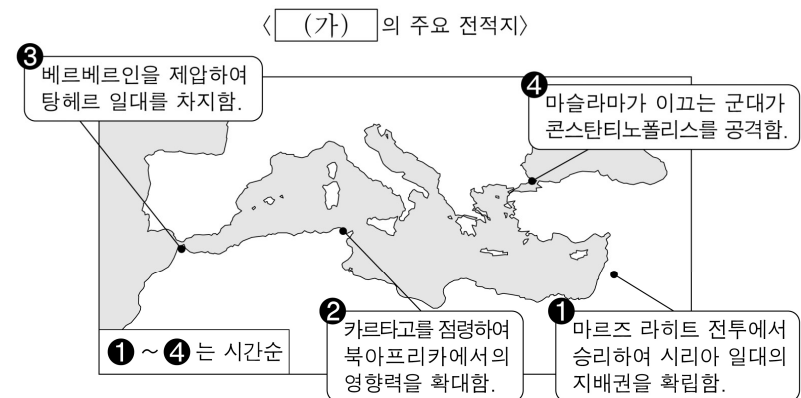 〈 (가) 의 주요 전적지〉
❸
베르베르인을 제압하여
탕헤르 일대를 차지함.
❹
마슬라마가 이끄는 군대가
콘스탄티노폴리스를 공격함.
❷
카르타고를 점령하여
북아프리카에서의
영향력을 확대함.
❶
마르즈 라히트 전투에서
승리하여 시리아 일대의
지배권을 확립함.
❶ ~ ❹ 는 시간순